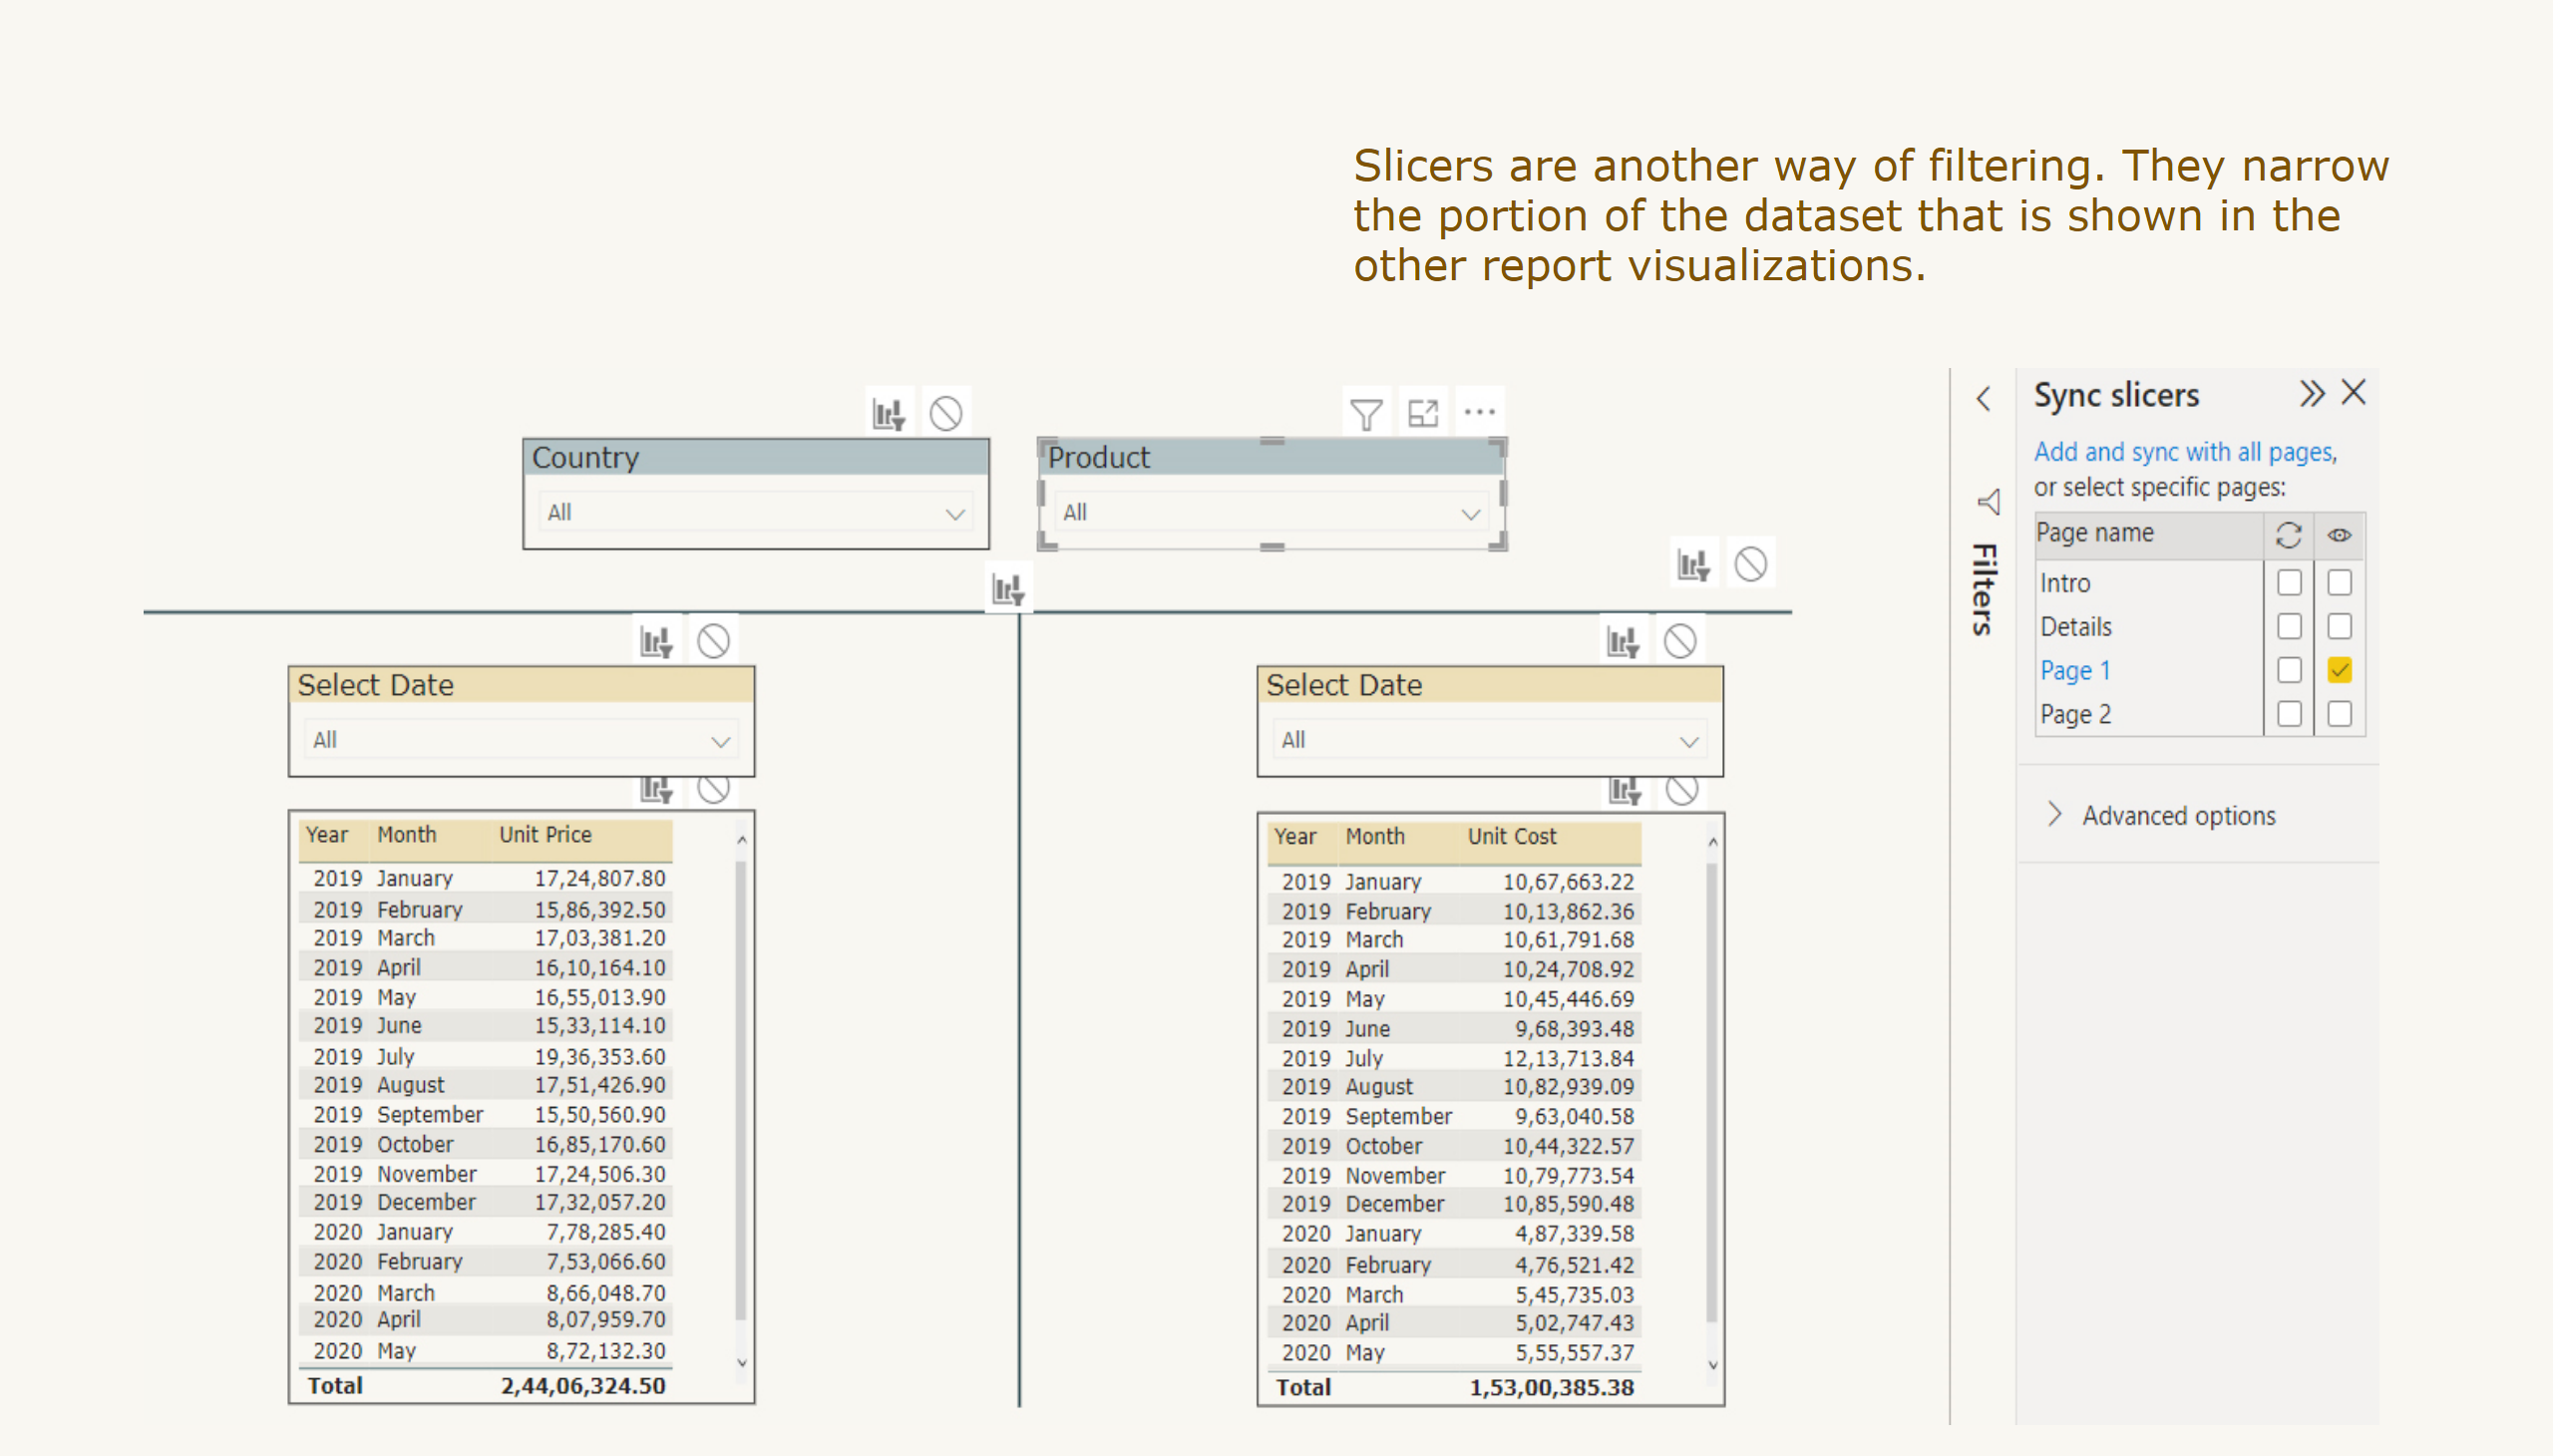 Slicers are another way of filtering. They narrow
the portion of the dataset that is shown in the
other report visualizations.
Country
All
Product
All
Select Date
All
Year Month Unit Price
2019 January 17,24,807.80
2019 February 15,86,392.50
2019 March 17,03,381.20
2019 April 16,10,164.10
2019 May 16,55,013.90
2019 June 15,33,114.10
2019 July 19,36,353.60
2019 August 17,51,426.90
2019 September 15,50,560.90
2019 October 16,85,170.60
2019 November 17,24,506.30
2019 December 17,32,057.20
2020 January 7,78,285.40
2020 February 7,53,066.60
2020 March 8,66,048.70
2020 April 8,07,959.70
2020 May 8,72,132.30
Total 2,44,06,324.50
Select Date
All
Year Month Unit Cost
2019 January 10,67,663.22
2019 February 10,13,862.36
2019 March 10,61,791.68
2019 April 10,24,708.92
2019 May 10,45,446.69
2019 June 9,68,393.48
2019 July 12,13,713.84
2019 August 10,82,939.09
2019 September 9,63,040.58
2019 October 10,44,322.57
2019 November 10,79,773.54
2019 December 10,85,590.48
2020 January 4,87,339.58
2020 February 4,76,521.42
2020 March 5,45,735.03
2020 April 5,02,747.43
2020 May 5,55,557.37
Total 1,53,00,385.38
Filters
Sync slicers
Add and sync with all pages,
or select specific pages:
Page name
Intro
Details
Page 1
Page 2
Advanced options